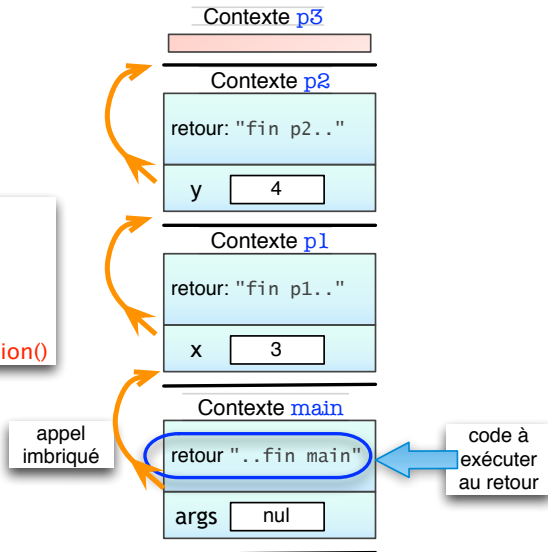 Contexte p3
Contexte p2
retour: "fin p2.."
y 4
Contexte p1
retour: "fin p1.."
ion()
x 3
Contexte main
appel
imbriqué
retour "..fin main"
code à
exécuter
au retour
args nul